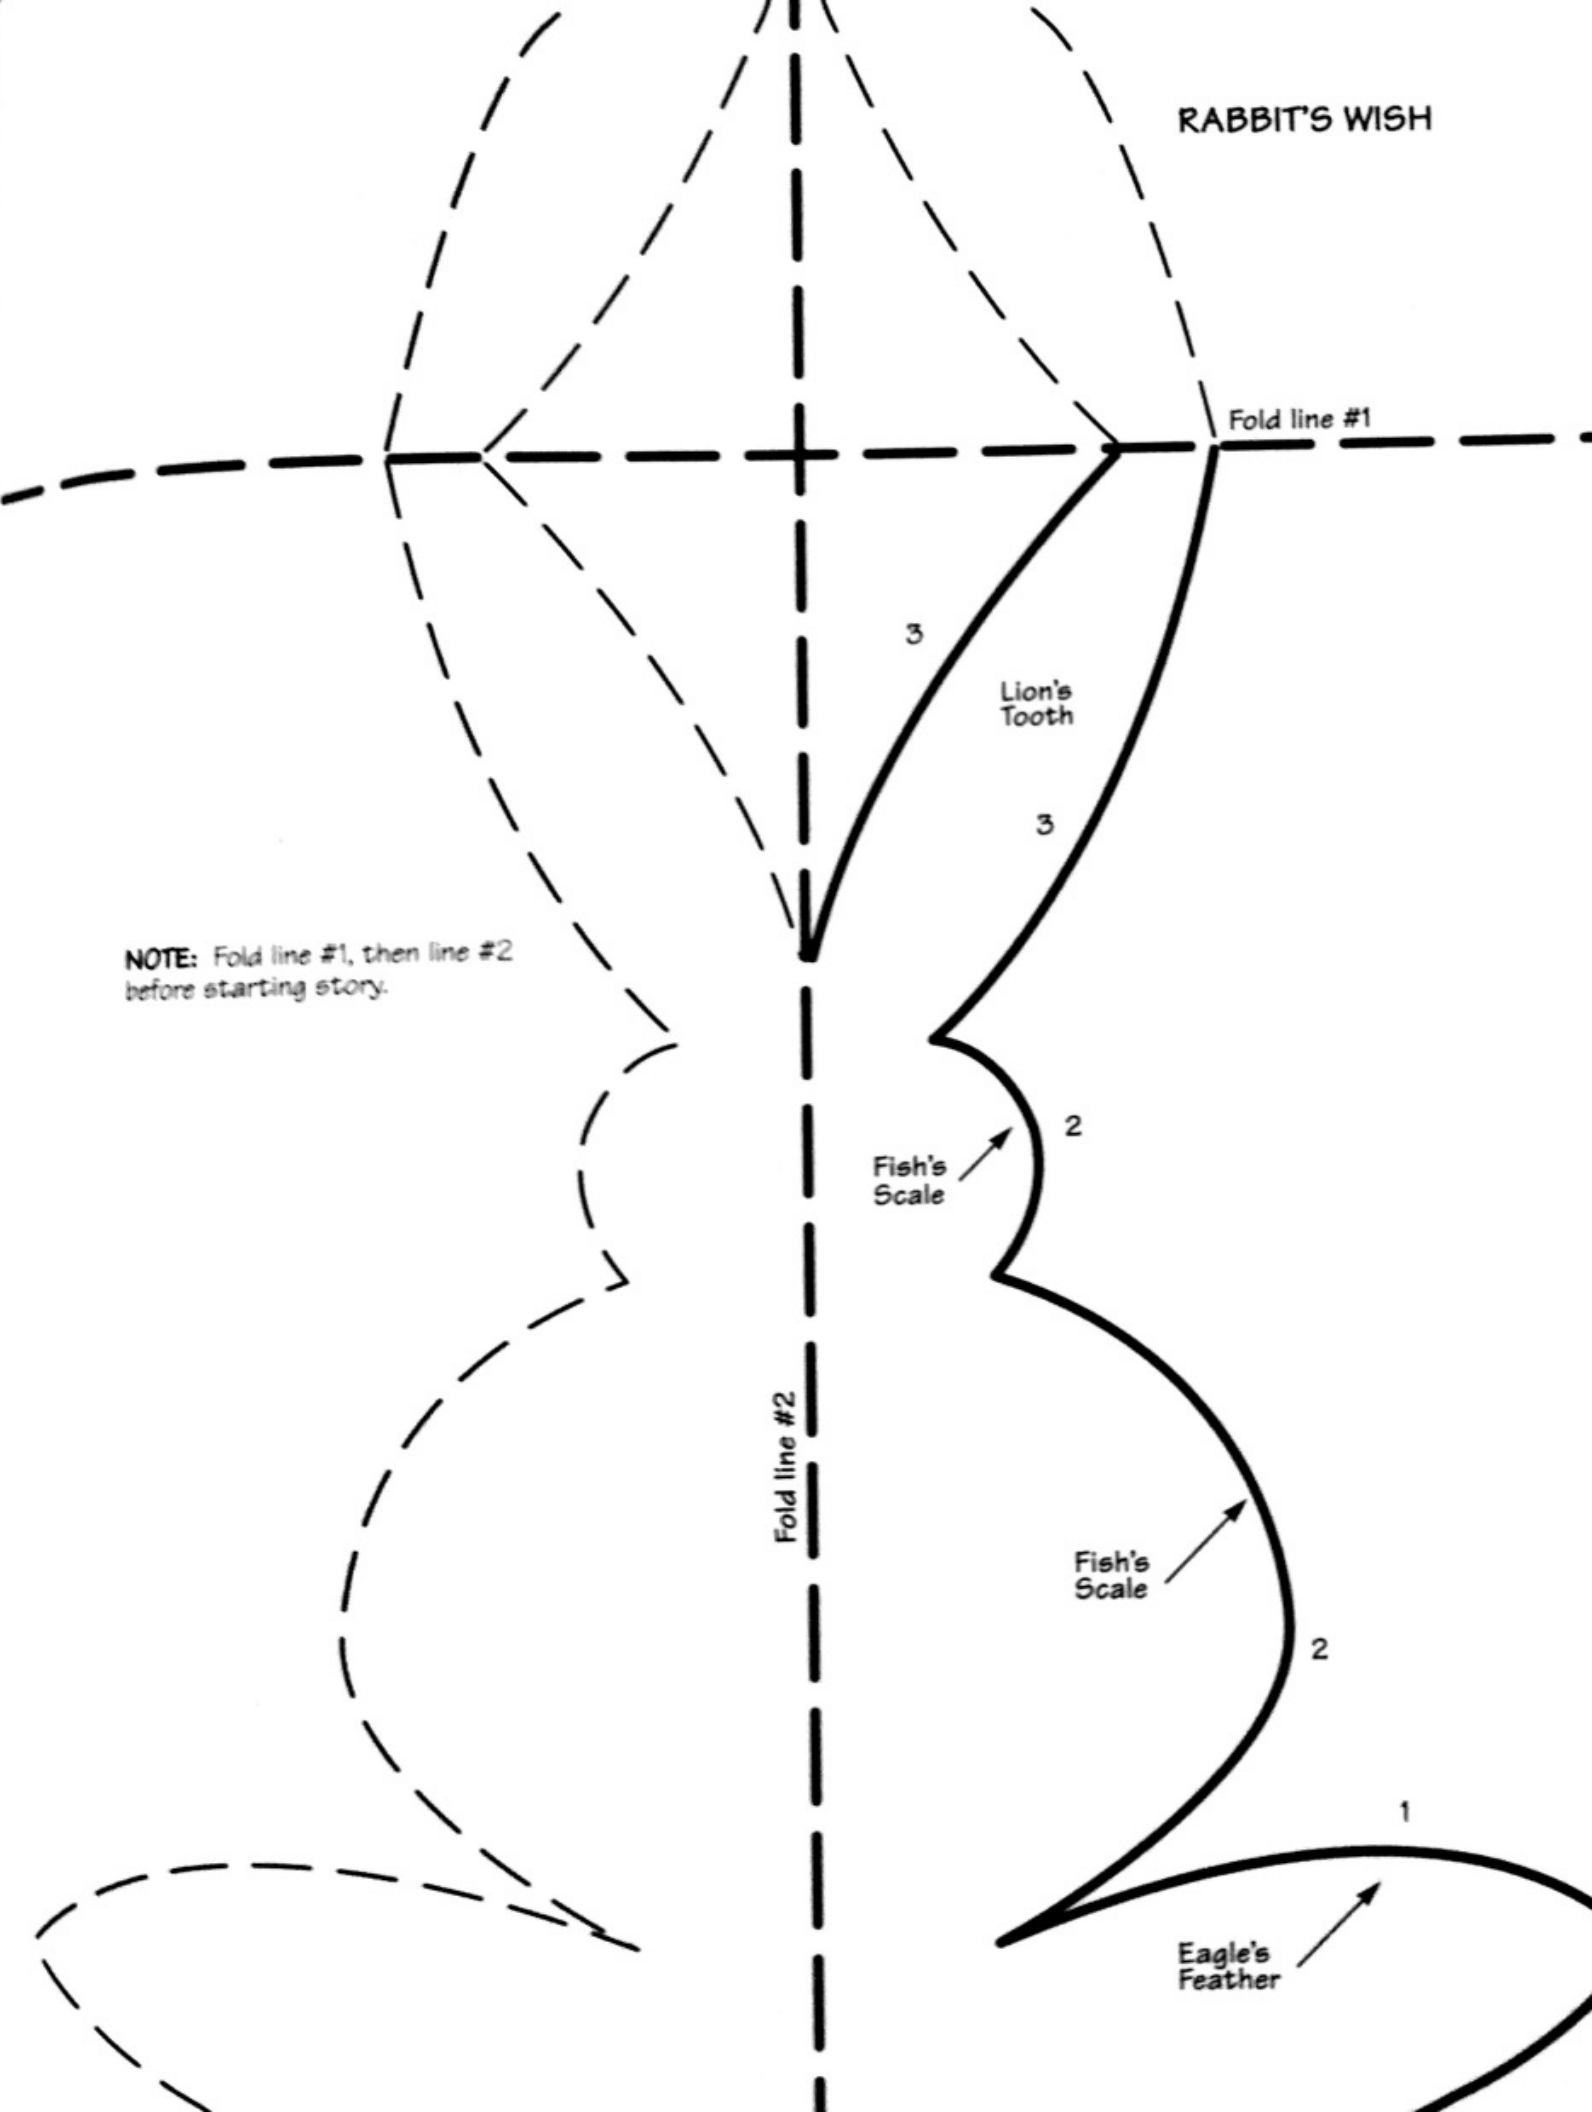 RABBIT'S WISH
Fold line #1
3
Lion's
Tooth
3
NOTE: Fold line #1, then line #2
before starting story.
2
Fish's
Scale
Fold line #2
Fish's
Scale
2
1
Eagle's
Feather